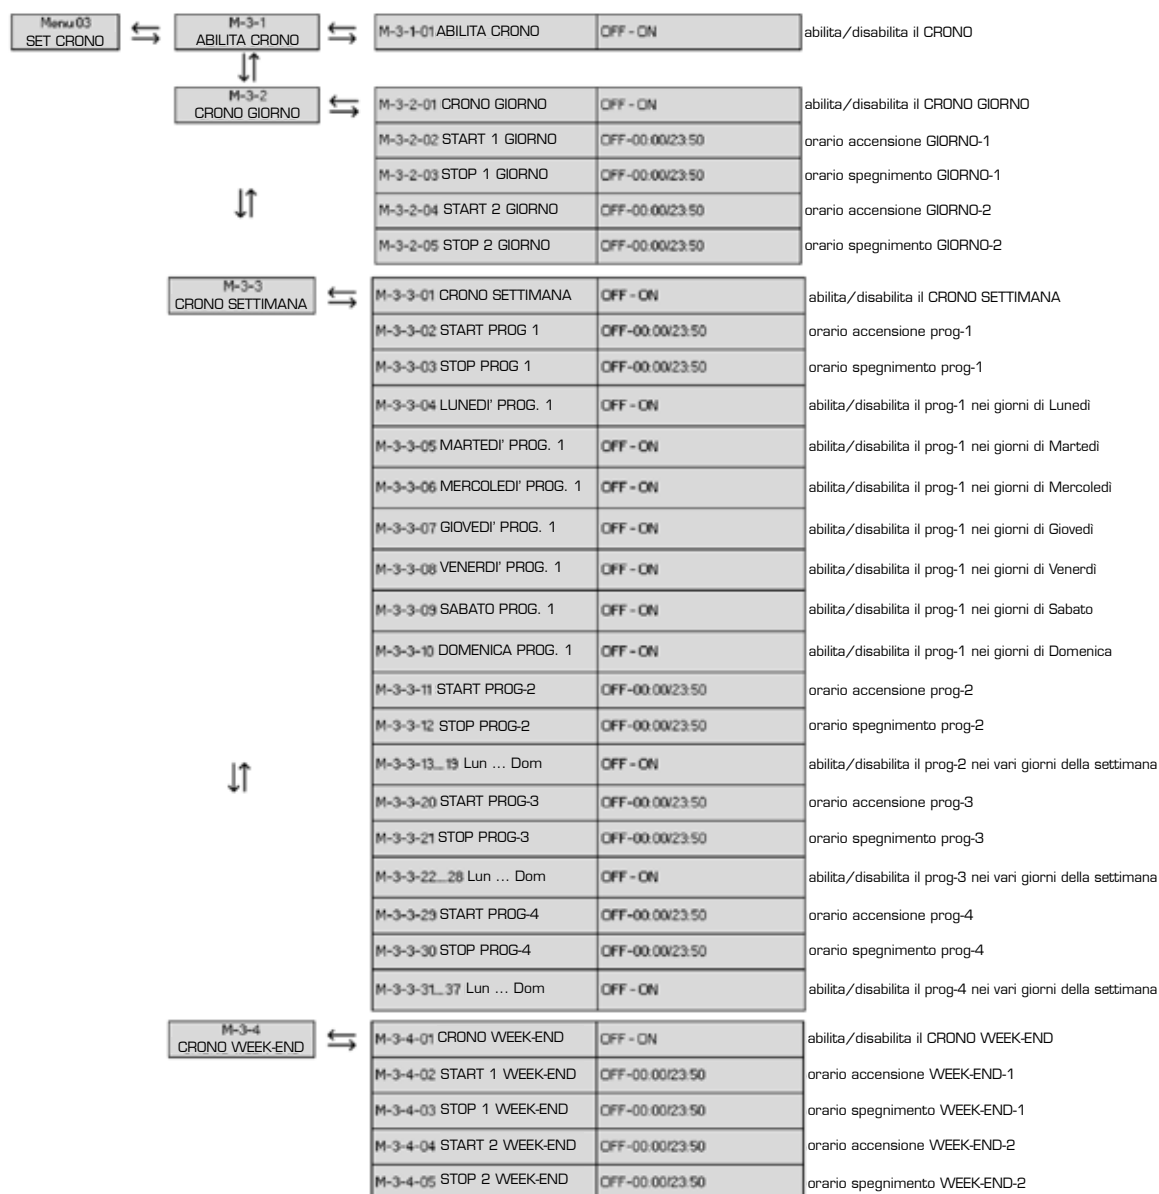 Menu 03
SET CRONO
M-3-1
ABILITA CRONO
M-3-1-01 ABILITA CRONO OFF - ON abilita/disabilita il CRONO
M-3-2
CRONO GIORNO
M-3-2-01 CRONO GIORNO OFF - ON abilita/disabilita il CRONO GIORNO
M-3-2-02 START 1 GIORNO OFF-00:00/23:50 orario accensione GIORNO-1
M-3-2-03 STOP 1 GIORNO OFF-00:00/23:50 orario spegnimento GIORNO-1
M-3-2-04 START 2 GIORNO OFF-00:00/23:50 orario accensione GIORNO-2
M-3-2-05 STOP 2 GIORNO OFF-00:00/23:50 orario spegnimento GIORNO-2
M-3-3
CRONO SETTIMANA
M-3-3-01 CRONO SETTIMANA OFF - ON abilita/disabilita il CRONO SETTIMANA
M-3-3-02 START PROG 1 OFF-00:00/23:50 orario accensione prog-1
M-3-3-03 STOP PROG 1 OFF-00:00/23:50 orario spegnimento prog-1
M-3-3-04 LUNEDI' PROG. 1 OFF - ON abilita/disabilita il prog-1 nei giorni di Lunedì
M-3-3-05 MARTEDI' PROG. 1 OFF - ON abilita/disabilita il prog-1 nei giorni di Martedì
M-3-3-06 MERCOLEDI' PROG. 1 OFF - ON abilita/disabilita il prog-1 nei giorni di Mercoledì
M-3-3-07 GIOVEDI' PROG. 1 OFF - ON abilita/disabilita il prog-1 nei giorni di Giovedì
M-3-3-08 VENERDI' PROG. 1 OFF - ON abilita/disabilita il prog-1 nei giorni di Venerdì
M-3-3-09 SABATO PROG. 1 OFF - ON abilita/disabilita il prog-1 nei giorni di Sabato
M-3-3-10 DOMENICA PROG. 1 OFF - ON abilita/disabilita il prog-1 nei giorni di Domenica
M-3-3-11 START PROG-2 OFF-00:00/23:50 orario accensione prog-2
M-3-3-12 STOP PROG-2 OFF-00:00/23:50 orario spegnimento prog-2
M-3-3-13...19 Lun ... Dom OFF - ON abilita/disabilita il prog-2 nei vari giorni della settimana
M-3-3-20 START PROG-3 OFF-00:00/23:50 orario accensione prog-3
M-3-3-21 STOP PROG-3 OFF-00:00/23:50 orario spegnimento prog-3
M-3-3-22...28 Lun ... Dom OFF - ON abilita/disabilita il prog-3 nei vari giorni della settimana
M-3-3-29 START PROG-4 OFF-00:00/23:50 orario accensione prog-4
M-3-3-30 STOP PROG-4 OFF-00:00/23:50 orario spegnimento prog-4
M-3-3-31...37 Lun ... Dom OFF - ON abilita/disabilita il prog-4 nei vari giorni della settimana
M-3-4
CRONO WEEK-END
M-3-4-01 CRONO WEEK-END OFF - ON abilita/disabilita il CRONO WEEK-END
M-3-4-02 START 1 WEEK-END OFF-00:00/23:50 orario accensione WEEK-END-1
M-3-4-03 STOP 1 WEEK-END OFF-00:00/23:50 orario spegnimento WEEK-END-1
M-3-4-04 START 2 WEEK-END OFF-00:00/23:50 orario accensione WEEK-END-2
M-3-4-05 STOP 2 WEEK-END OFF-00:00/23:50 orario spegnimento WEEK-END-2